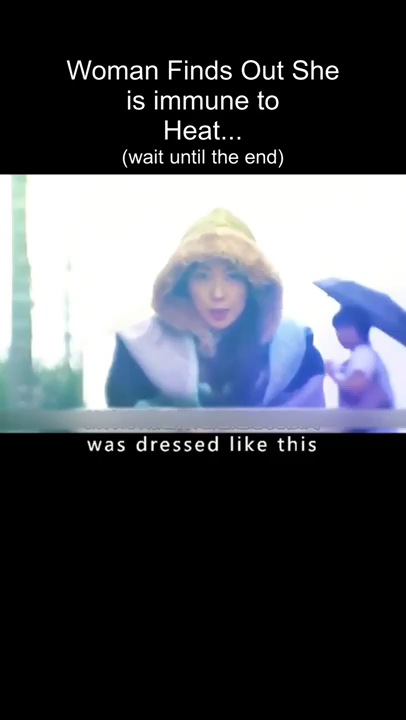 Woman Finds Out She
is immune to
Heat...
(wait until the end)
was dressed like this